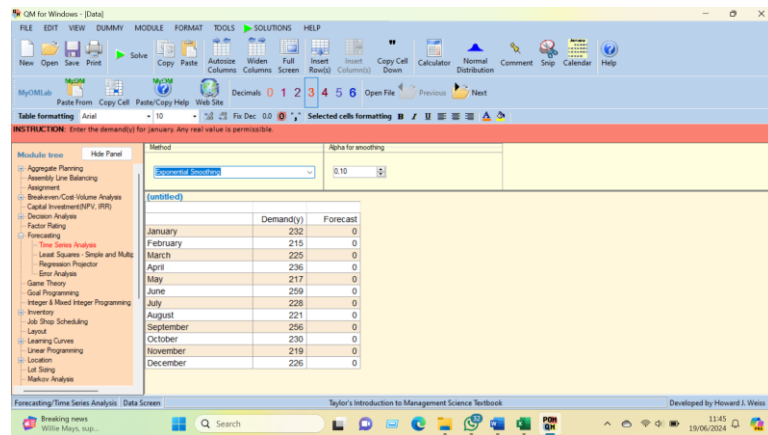 QM for Windows - [Data]
FILE EDIT VIEW DUMMY MODULE FORMAT TOOLS SOLUTIONS HELP
New Open Save Print Solve Copy Paste Autosize Columns Widen Columns Full Screen Insert Row(s) Insert Column(s) Copy Cell Down Calculator Normal Distribution Comment Snip Calendar Help
MyOMLab Paste From Copy Cell Paste/Copy Help Web Site Decimals 0 1 2 3 4 5 6 Open File Previous Next
Table formatting Arial 10 Fix Dec 0.0 0 "," Selected cells formatting B I U A
INSTRUCTION: Enter the demand(y) for january. Any real value is permissible.
Module tree Hide Panel
Aggregate Planning
Assembly Line Balancing
Assignment
Breakeven/Cost-Volume Analysis
Capital Investment(NPV, IRR)
Decision Analysis
Factor Rating
Forecasting
Time Series Analysis
Least Squares - Simple and Multip
Regression Projector
Error Analysis
Game Theory
Goal Programming
Integer & Mixed Integer Programming
Inventory
Job Shop Scheduling
Layout
Learning Curves
Linear Programming
Location
Lot Sizing
Markov Analysis
Method Alpha for smoothing
Exponential Smoothing 0.10
(untitled)
Demand(y) Forecast
January 232 0
February 215 0
March 225 0
April 236 0
May 217 0
June 259 0
July 228 0
August 221 0
September 256 0
October 230 0
November 219 0
December 226 0
Forecasting/Time Series Analysis Data Screen Taylor's Introduction to Management Science Textbook Developed by Howard J. Weiss
Breaking news
Willie Mays, sup...
Search
POM QM
11:45
19/06/2024